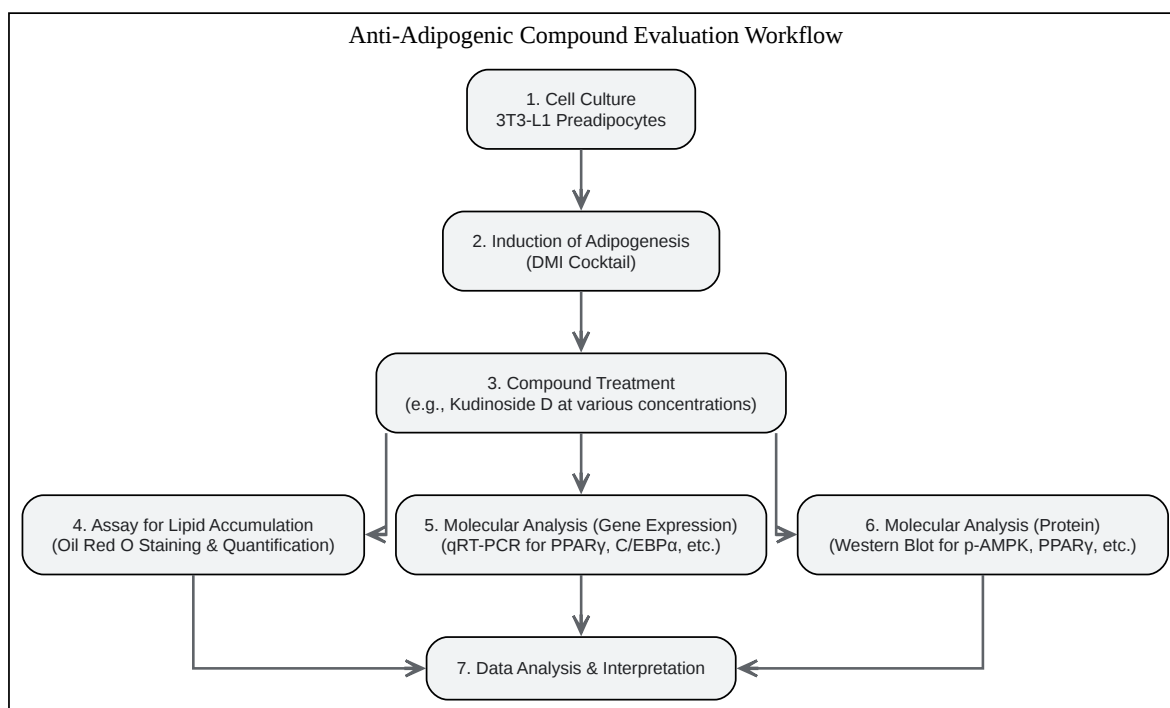 Anti-Adipogenic Compound Evaluation Workflow
1. Cell Culture
3T3-L1 Preadipocytes
2. Induction of Adipogenesis
(DMI Cocktail)
3. Compound Treatment
(e.g., Kudinoside D at various concentrations)
4. Assay for Lipid Accumulation
(Oil Red O Staining & Quantification)
5. Molecular Analysis (Gene Expression)
(qRT-PCR for PPARγ, C/EBPα, etc.)
6. Molecular Analysis (Protein)
(Western Blot for p-AMPK, PPARγ, etc.)
7. Data Analysis & Interpretation